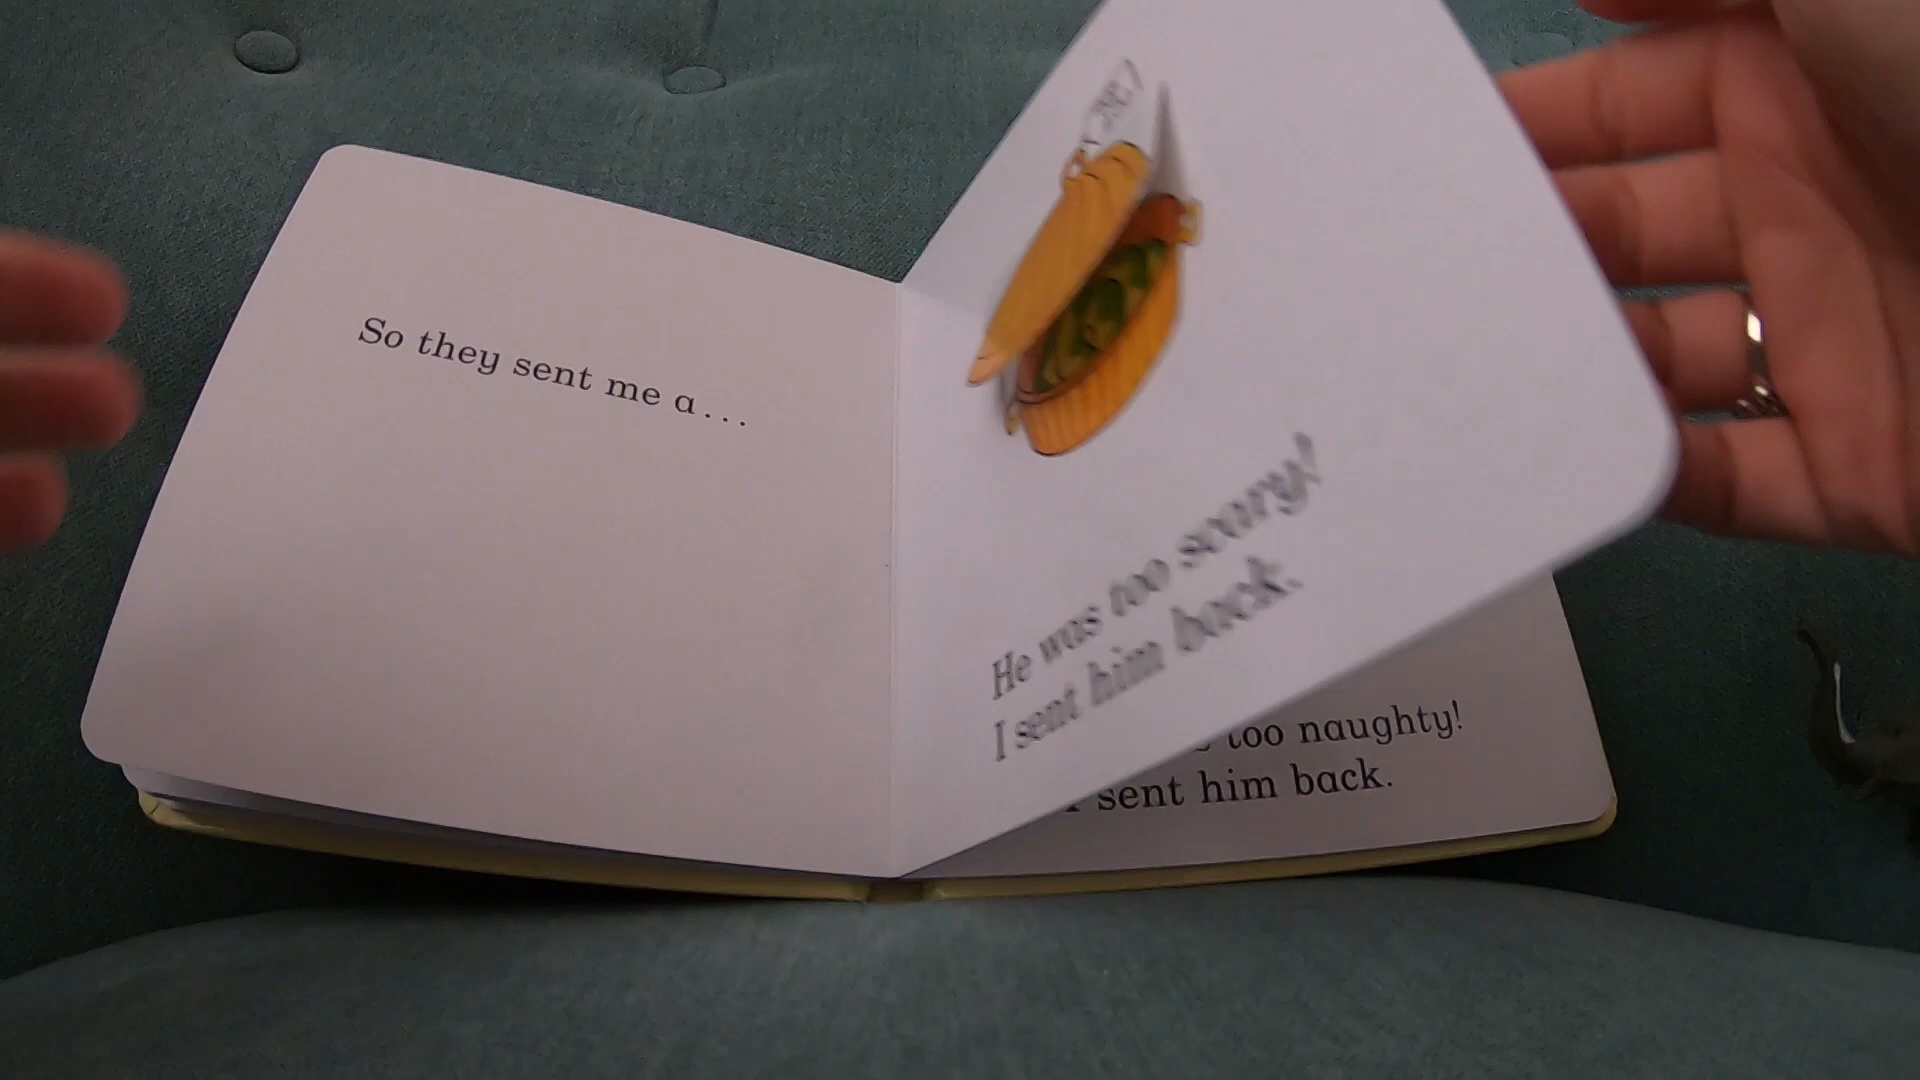 So they sent me a...
He was too scary!
I sent him back.
too naughty!
I sent him back.